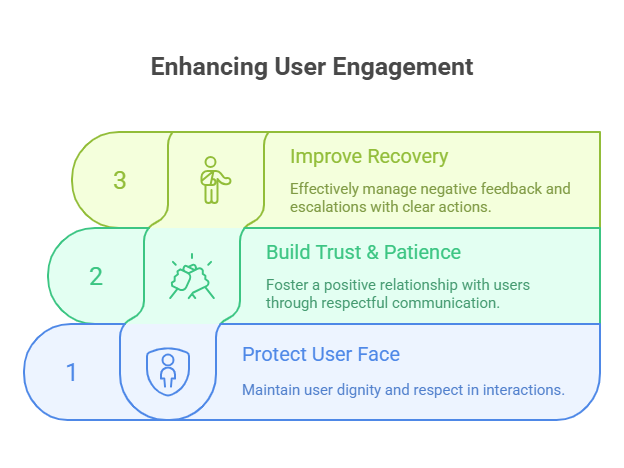 Enhancing User Engagement
3
Improve Recovery
Effectively manage negative feedback and
escalations with clear actions.
2
Build Trust & Patience
Foster a positive relationship with users
through respectful communication.
1
Protect User Face
Maintain user dignity and respect in interactions.